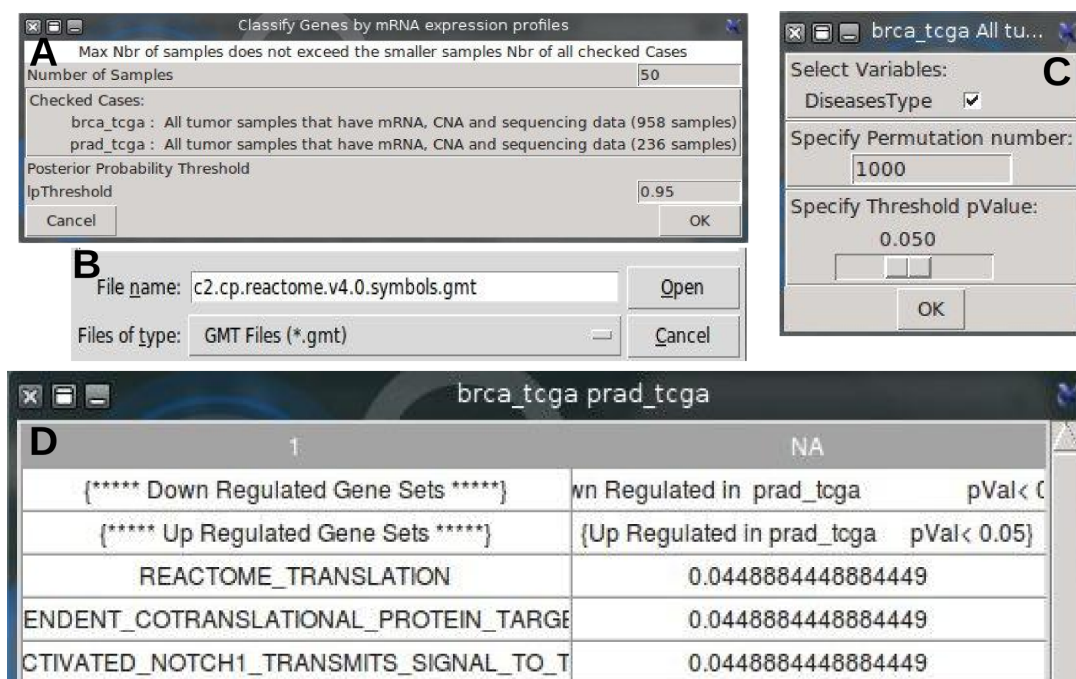 Classify Genes by mRNA expression profiles
A
Max Nbr of samples does not exceed the smaller samples Nbr of all checked Cases
Number of Samples 50
Checked Cases:
brca_tcga : All tumor samples that have mRNA, CNA and sequencing data (958 samples)
prad_tcga : All tumor samples that have mRNA, CNA and sequencing data (236 samples)
Posterior Probability Threshold
lpThreshold 0.95
Cancel OK
B
File name: c2.cp.reactome.v4.0.symbols.gmt Open
Files of type: GMT Files (*.gmt) Cancel
brca_tcga All tu...
C
Select Variables:
DiseasesType
Specify Permutation number:
1000
Specify Threshold pValue:
0.050
OK
brca_tcga prad_tcga
D
1 NA
{***** Down Regulated Gene Sets *****} wn Regulated in prad_tcga pVal< 0
{***** Up Regulated Gene Sets *****} {Up Regulated in prad_tcga pVal< 0.05}
REACTOME_TRANSLATION 0.0448884448884449
ENDENT_COTRANSLATIONAL_PROTEIN_TARGE 0.0448884448884449
CTIVATED_NOTCH1_TRANSMITS_SIGNAL_TO_T 0.0448884448884449